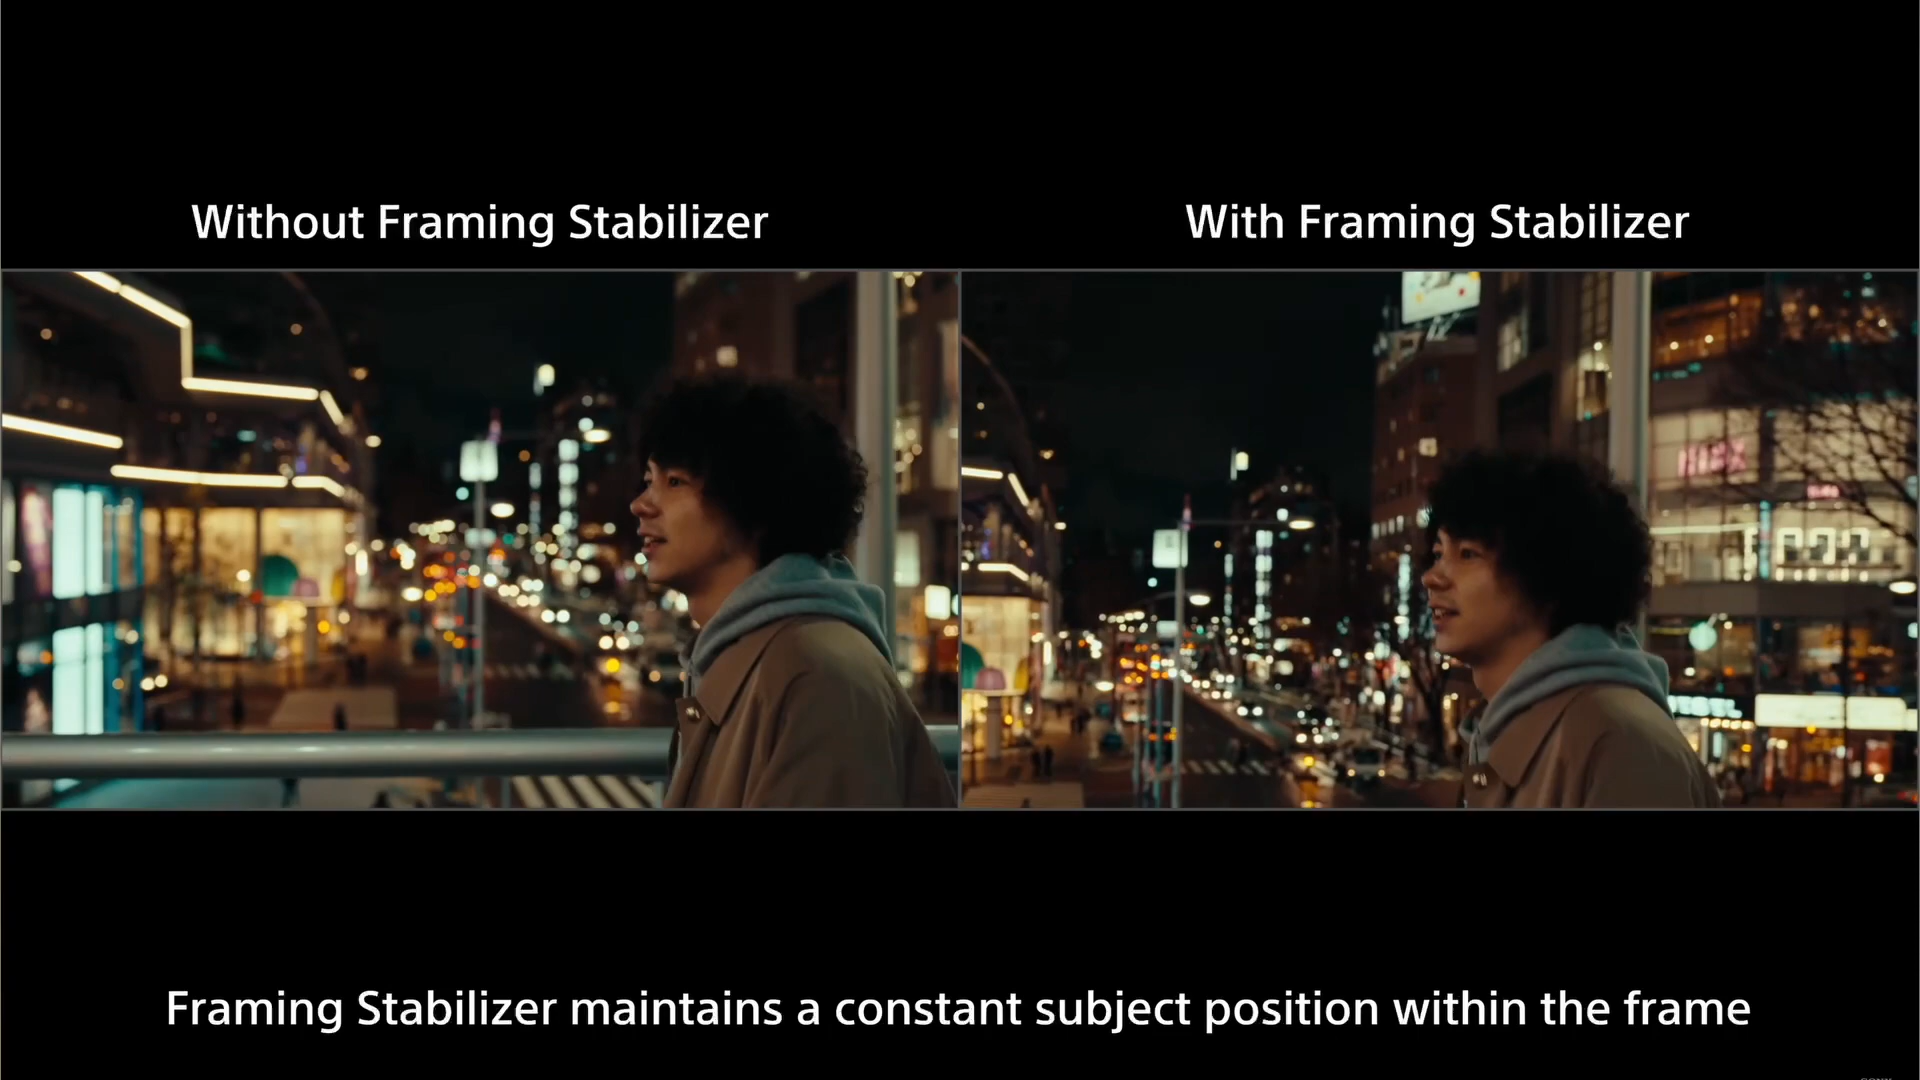 Without Framing Stabilizer
With Framing Stabilizer
Framing Stabilizer maintains a constant subject position within the frame